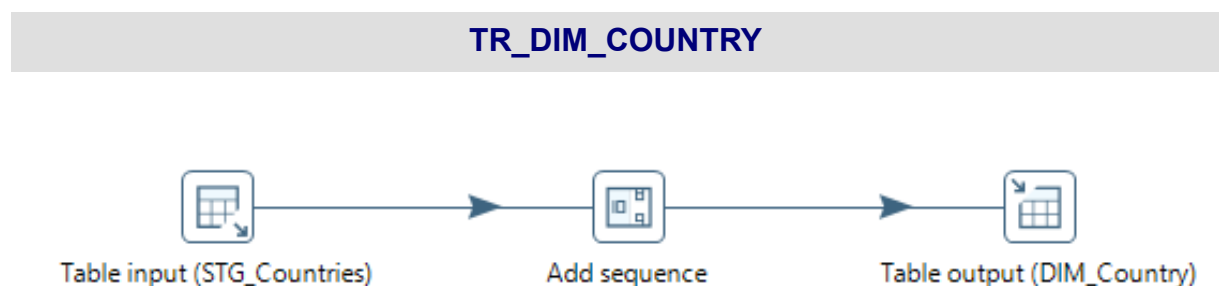 TR_DIM_COUNTRY
Table input (STG_Countries) Add sequence Table output (DIM_Country)